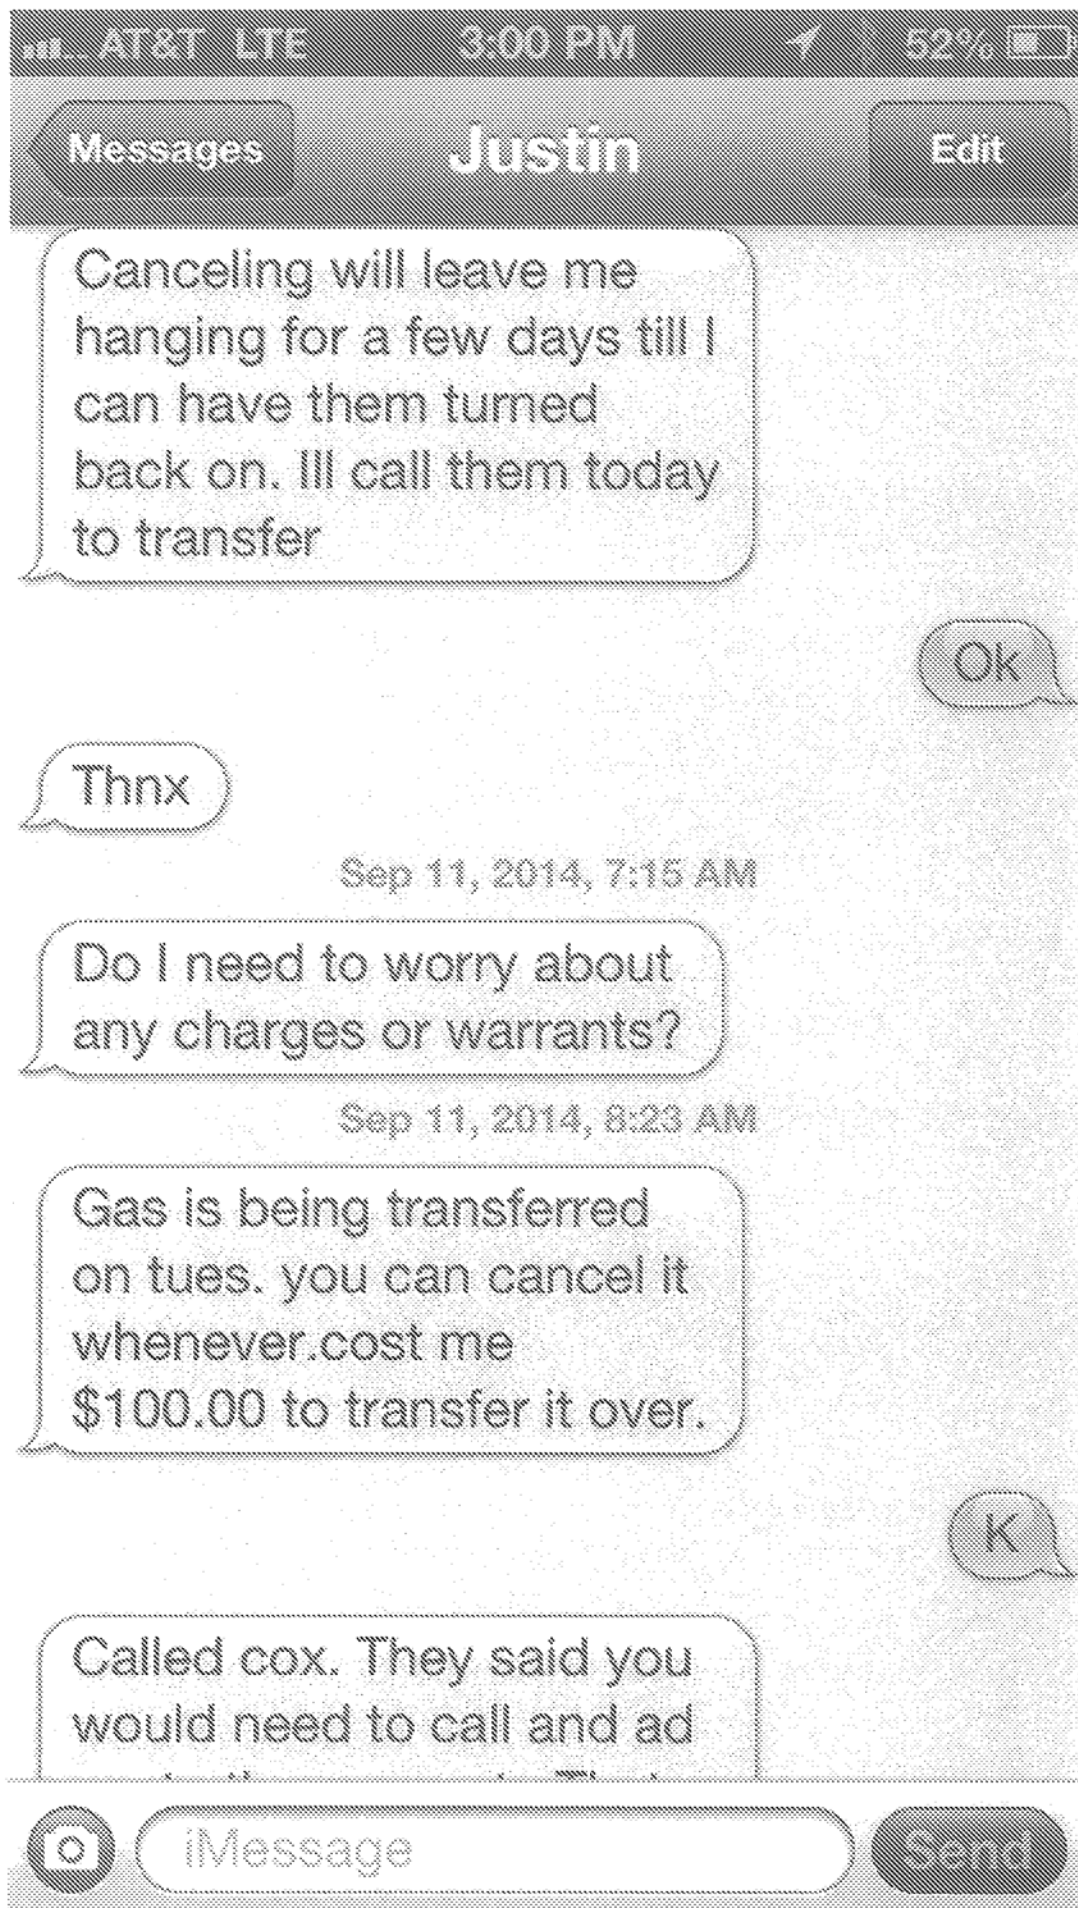 AT&T LTE 3:00 PM 52%
Messages Justin Edit
Canceling will leave me
hanging for a few days till I
can have them turned
back on. Ill call them today
to transfer
Ok
Thnx
Sep 11, 2014, 7:15 AM
Do I need to worry about
any charges or warrants?
Sep 11, 2014, 8:23 AM
Gas is being transferred
on tues. you can cancel it
whenever.cost me
$100.00 to transfer it over.
K
Called cox. They said you
would need to call and ad
iMessage Send